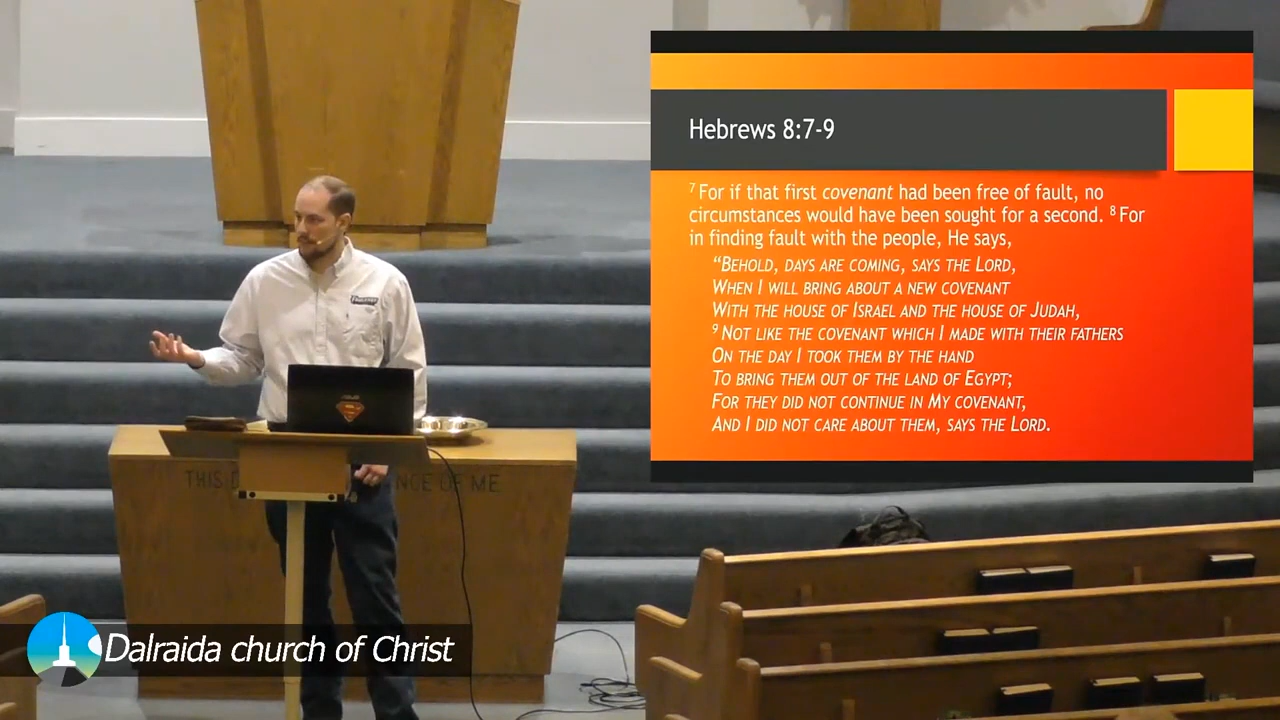 Hebrews 8:7-9
7 For if that first covenant had been free of fault, no
circumstances would have been sought for a second. 8 For
in finding fault with the people, He says,
“BEHOLD, DAYS ARE COMING, SAYS THE LORD,
WHEN I WILL BRING ABOUT A NEW COVENANT
WITH THE HOUSE OF ISRAEL AND THE HOUSE OF JUDAH,
9 NOT LIKE THE COVENANT WHICH I MADE WITH THEIR FATHERS
ON THE DAY I TOOK THEM BY THE HAND
TO BRING THEM OUT OF THE LAND OF EGYPT;
FOR THEY DID NOT CONTINUE IN MY COVENANT,
AND I DID NOT CARE ABOUT THEM, SAYS THE LORD.
THIS D NCE OF ME
Dalraida church of Christ